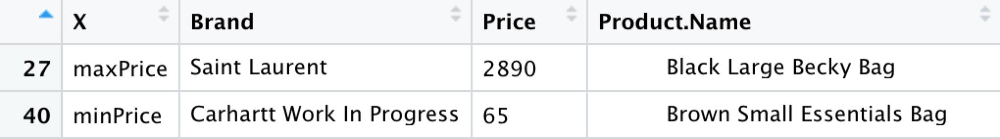 X Brand Price Product.Name
27 maxPrice Saint Laurent 2890 Black Large Becky Bag
40 minPrice Carhartt Work In Progress 65 Brown Small Essentials Bag